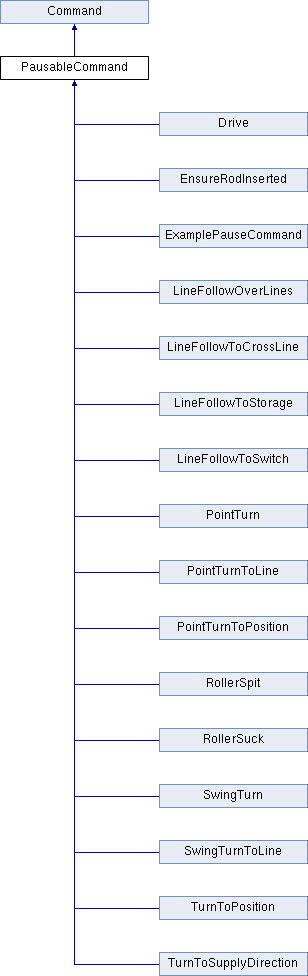 Command
PausableCommand
Drive
EnsureRodInserted
ExamplePauseCommand
LineFollowOverLines
LineFollowToCrossLine
LineFollowToStorage
LineFollowToSwitch
PointTurn
PointTurnToLine
PointTurnToPosition
RollerSpit
RollerSuck
SwingTurn
SwingTurnToLine
TurnToPosition
TurnToSupplyDirection